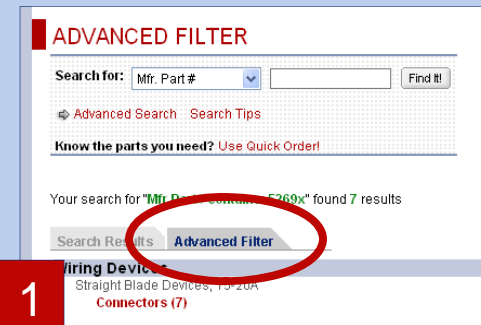 ADVANCED FILTER
Search for: Mfr. Part # Find It!
Advanced Search Search Tips
Know the parts you need? Use Quick Order!
Your search for "Mfr. Part# contains 5269x" found 7 results
Search Results Advanced Filter
Wiring Devices
Straight Blade Devices, 15-20A
Connectors (7)
1